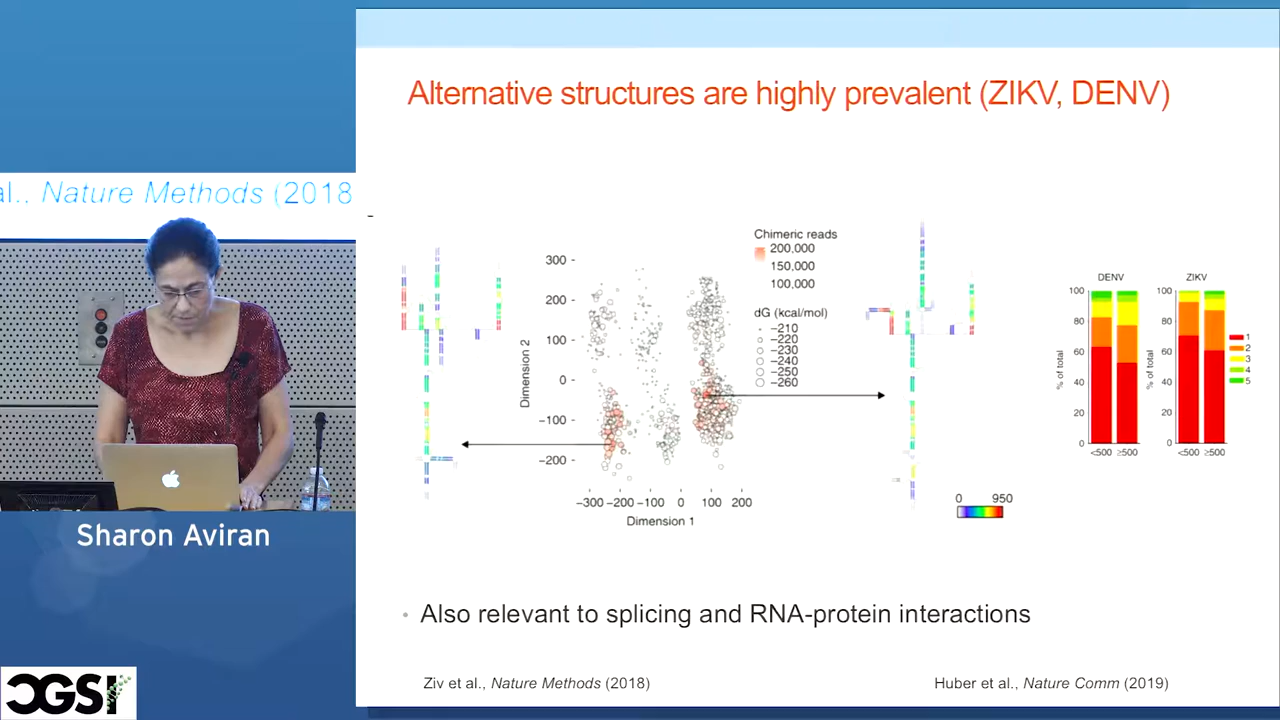 Alternative structures are highly prevalent (ZIKV, DENV)
al., Nature Methods (2018
Chimeric reads
200,000
150,000
100,000
dG (kcal/mol)
−210
−220
−230
−240
−250
−260
300
200
100
0
−100
−200
Dimension 2
−300 −200 −100 0 100 200
Dimension 1
0 950
DENV
100
80
60
40
20
0
% of total
<500 ≥500
ZIKV
100
80
60
40
20
0
% of total
<500 ≥500
1
2
3
4
5
Sharon Aviran
• Also relevant to splicing and RNA-protein interactions
Ziv et al., Nature Methods (2018)
Huber et al., Nature Comm (2019)
CGSI